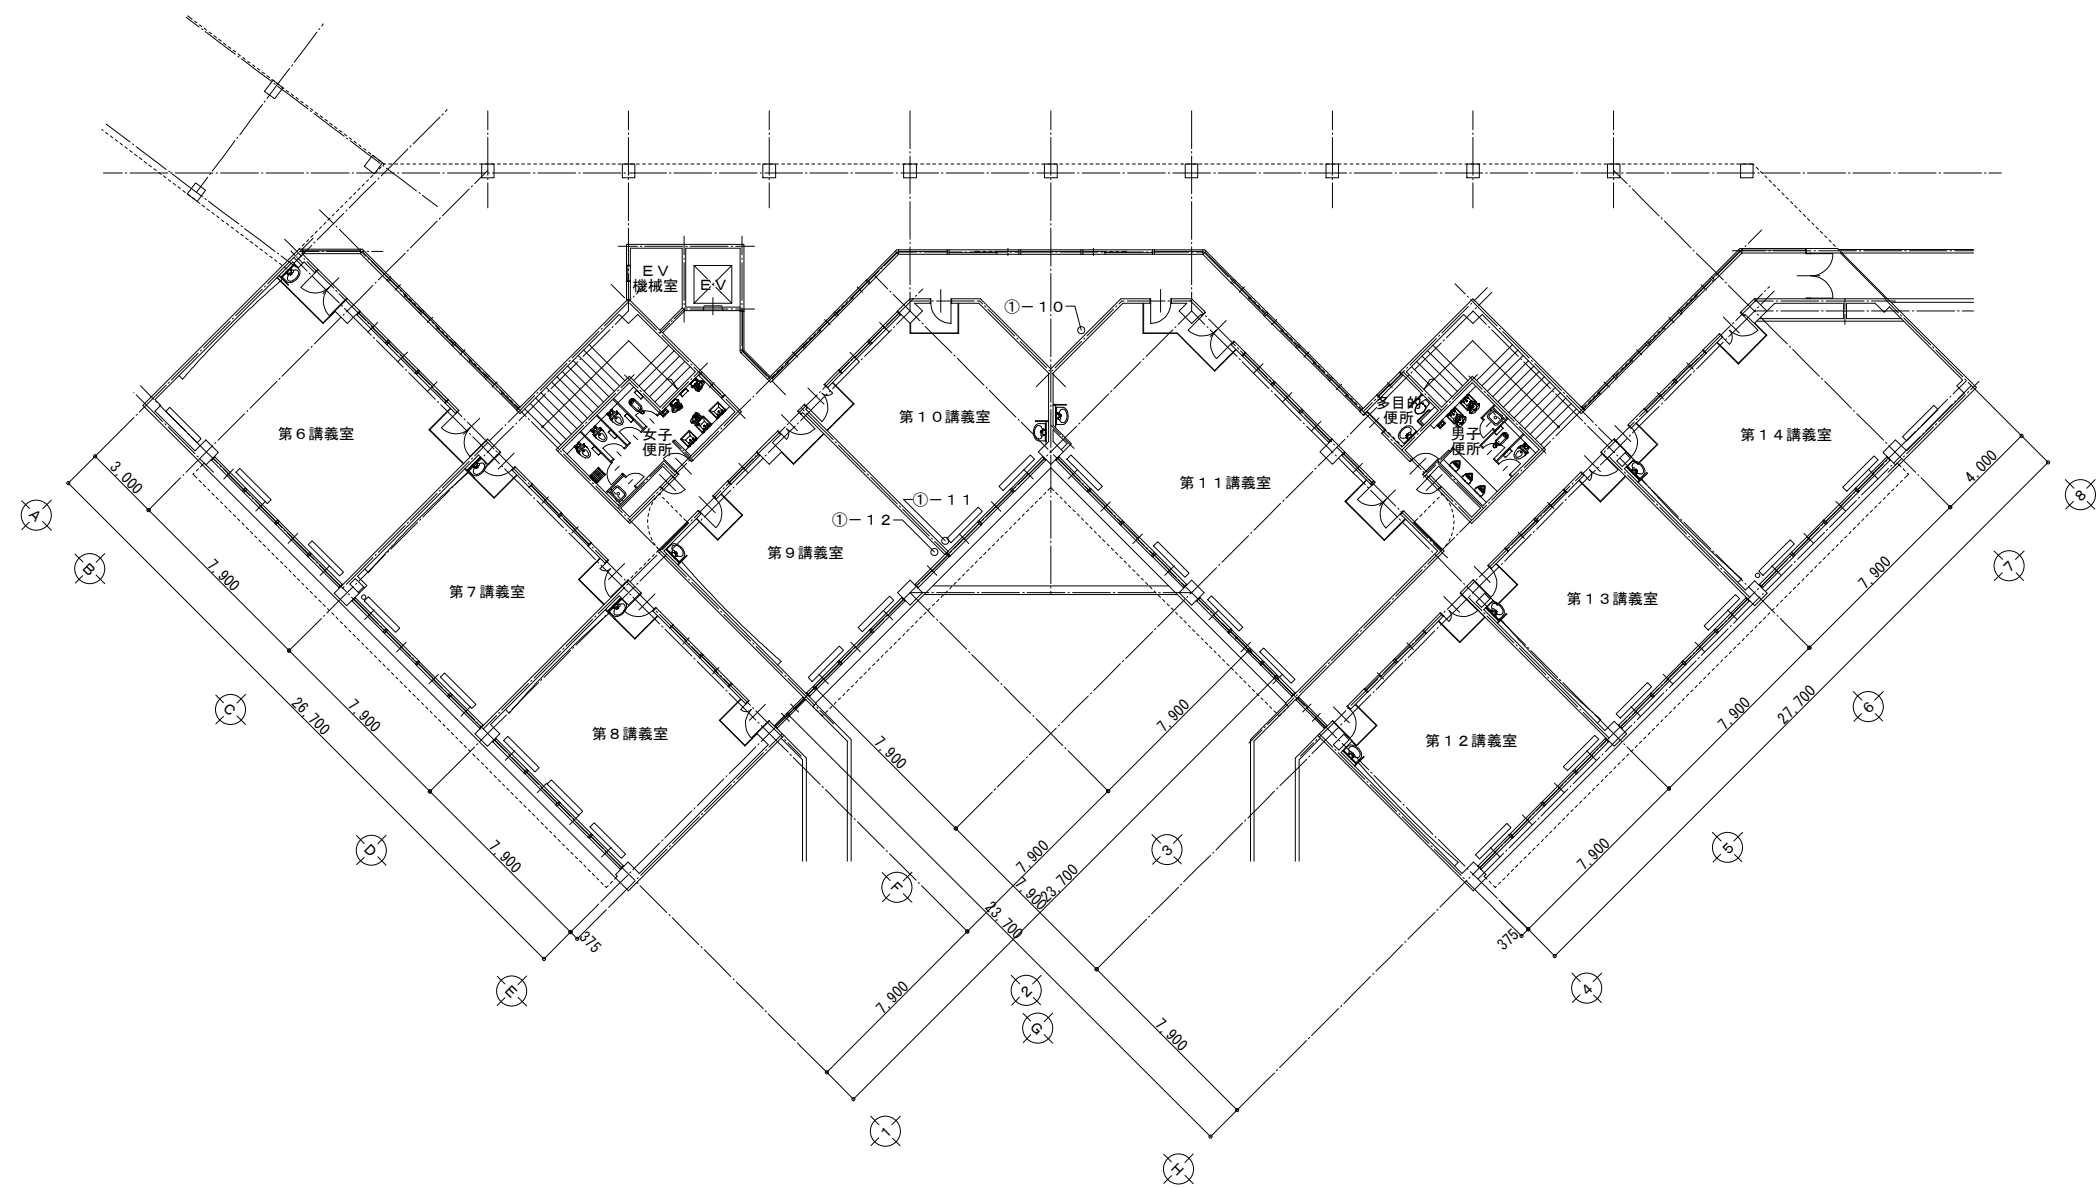 EV
機械室
EV
①-10
多目的
便所
男子
便所
女子
便所
第6講義室
第10講義室
第14講義室
第11講義室
①-11
①-12
第9講義室
第7講義室
第13講義室
第8講義室
第12講義室
3,000
7,900
7,900
7,900
26,700
375
7,900
7,900
7,900
23,700
7,900
7,900
7,900
23,700
4,000
7,900
7,900
7,900
27,700
375
A
B
C
D
E
F
G
H
1
2
3
4
5
6
7
8